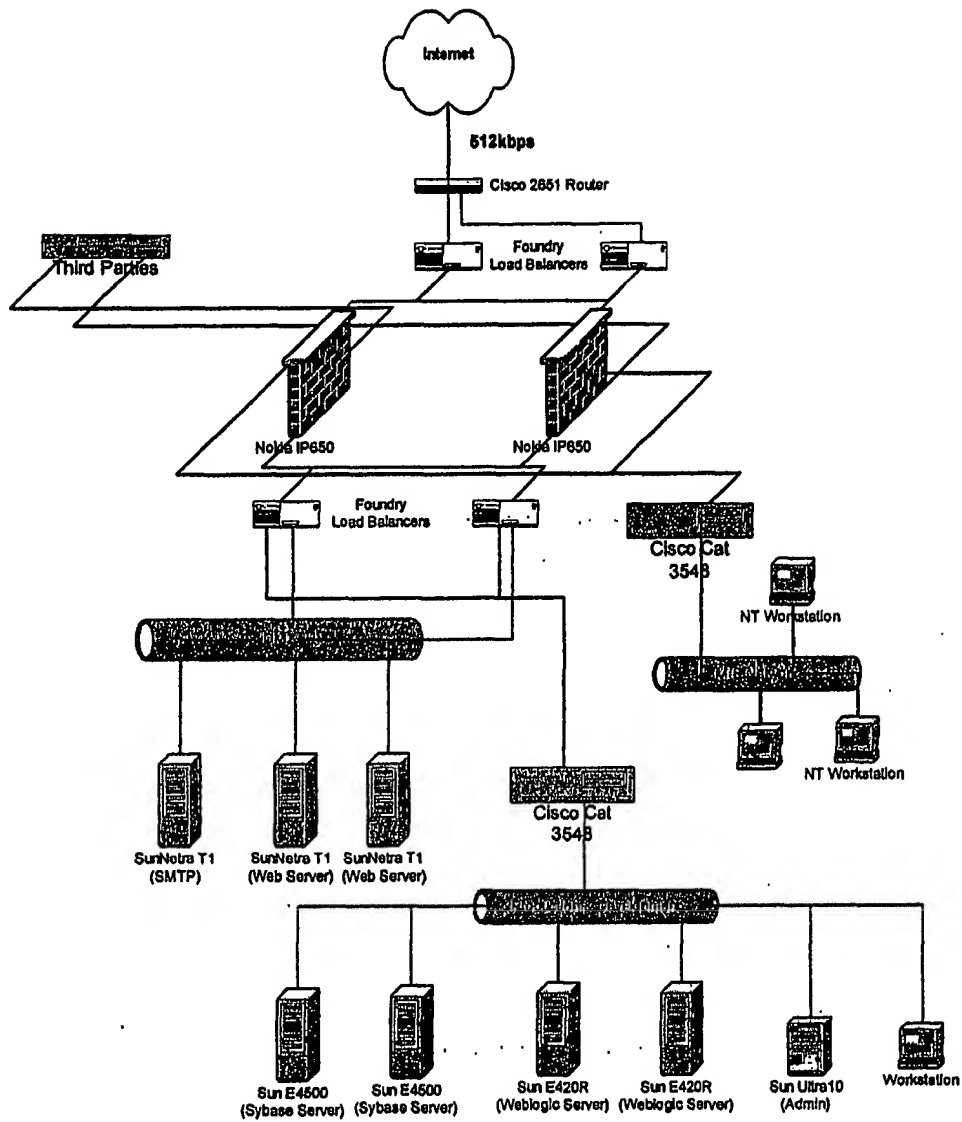 Internet
512kbps
Cisco 2651 Router
Foundry
Load Balancers
Third Parties
Nokia IP650
Nokia IP650
Foundry
Load Balancers
Cisco Cat
3548
NT Workstation
NT Workstation
Cisco Cat
3548
SunNetra T1
(SMTP)
SunNetra T1
(Web Server)
SunNetra T1
(Web Server)
Sun E4500
(Sybase Server)
Sun E4500
(Sybase Server)
Sun E420R
(Weblogic Server)
Sun E420R
(Weblogic Server)
Sun Ultra10
(Admin)
Workstation